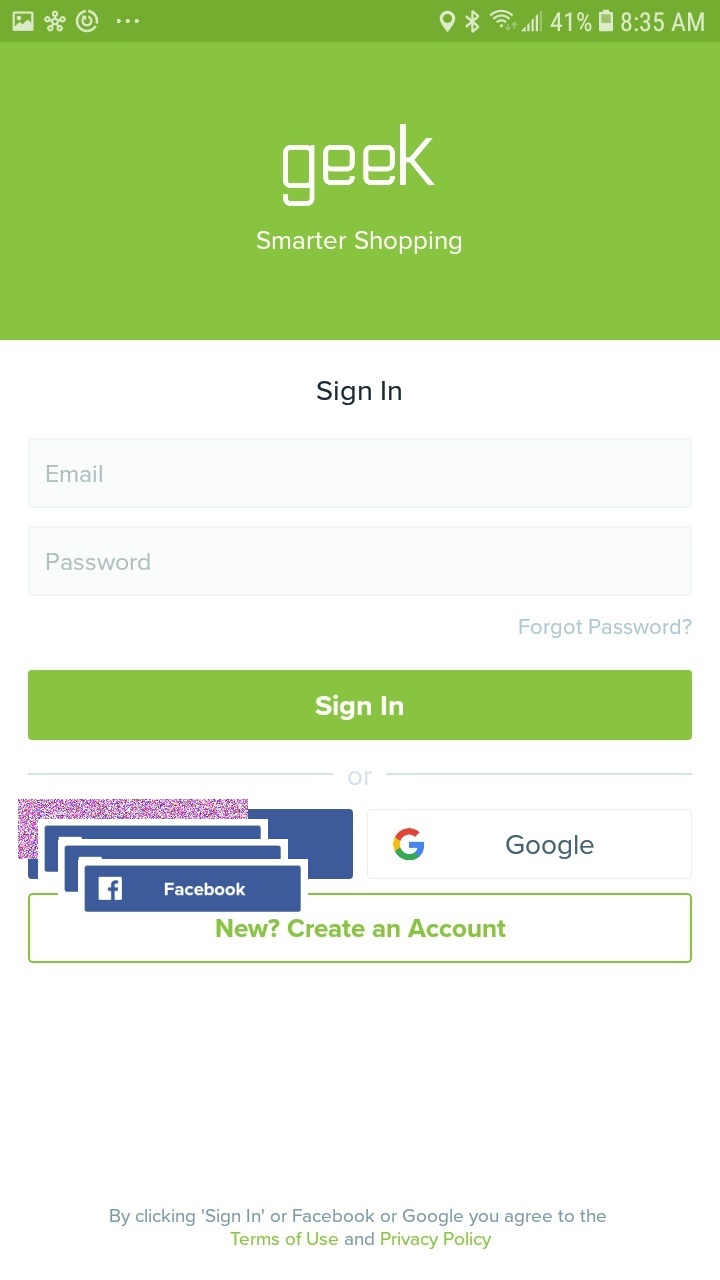 41% 8:35 AM
geek
Smarter Shopping
Sign In
Email
Password
Forgot Password?
Sign In
or
Facebook
Google
New? Create an Account
By clicking 'Sign In' or Facebook or Google you agree to the
Terms of Use and Privacy Policy